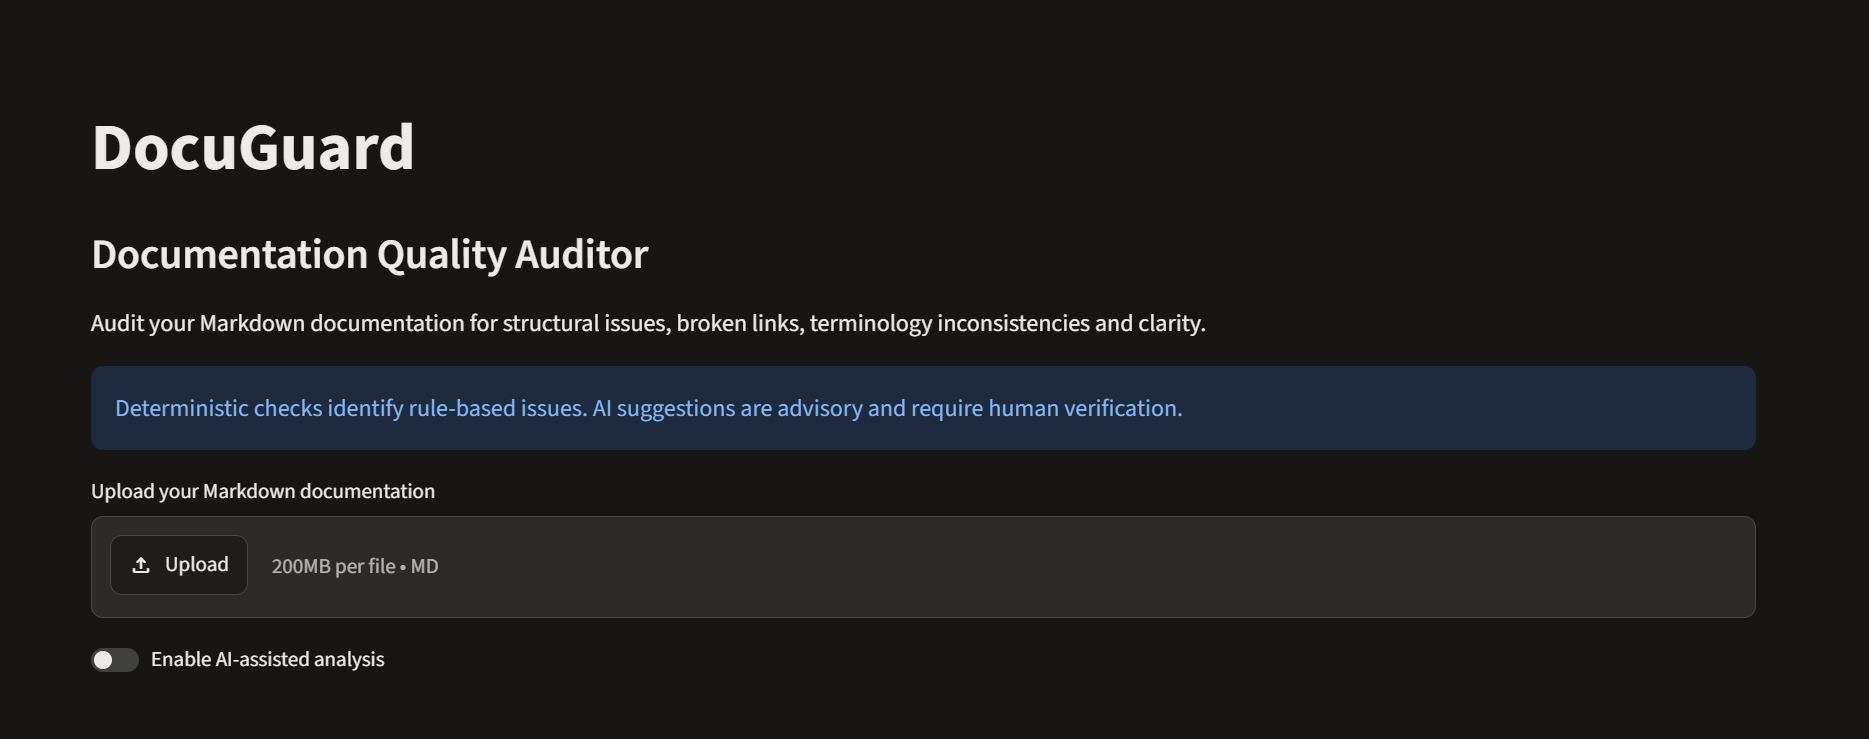 DocuGuard
Documentation Quality Auditor
Audit your Markdown documentation for structural issues, broken links, terminology inconsistencies and clarity.
Deterministic checks identify rule-based issues. AI suggestions are advisory and require human verification.
Upload your Markdown documentation
Upload
200MB per file • MD
Enable AI-assisted analysis